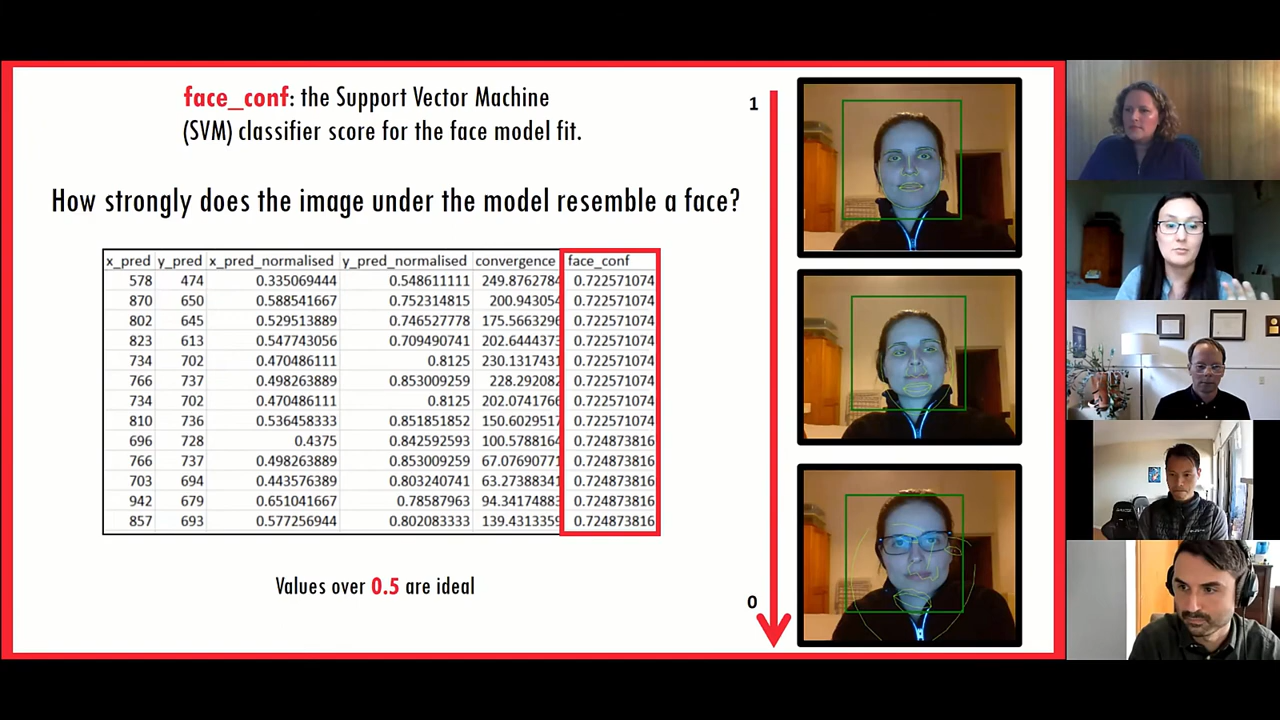 face_conf: the Support Vector Machine
(SVM) classifier score for the face model fit.
How strongly does the image under the model resemble a face?
x_pred y_pred x_pred_normalised y_pred_normalised onvergence face_conf
578 474 0.335069444 0.548611111 249.8762784 0.722571074
870 650 0.588541667 0.752314815 200.943054 0.722571074
802 645 0.529513889 0.746527778 175.5663296 0.722571074
823 613 0.547743056 0.709490741 202.6444373 0.722571074
734 702 0.470486111 0.8125 230.1317431 0.722571074
766 737 0.498263889 0.853009259 228.292082 0.722571074
734 702 0.470486111 0.8125 202.0741766 0.722571074
810 736 0.536458333 0.851851852 150.6029517 0.722571074
696 728 0.4375 0.842592593 100.5788164 0.724873816
766 737 0.498263889 0.853009259 67.07690771 0.724873816
703 694 0.443576389 0.803240741 63.27388341 0.724873816
942 679 0.651041667 0.78587963 94.34174883 0.724873816
857 693 0.577256944 0.802083333 139.4313359 0.724873816
Values over 0.5 are ideal
1
0